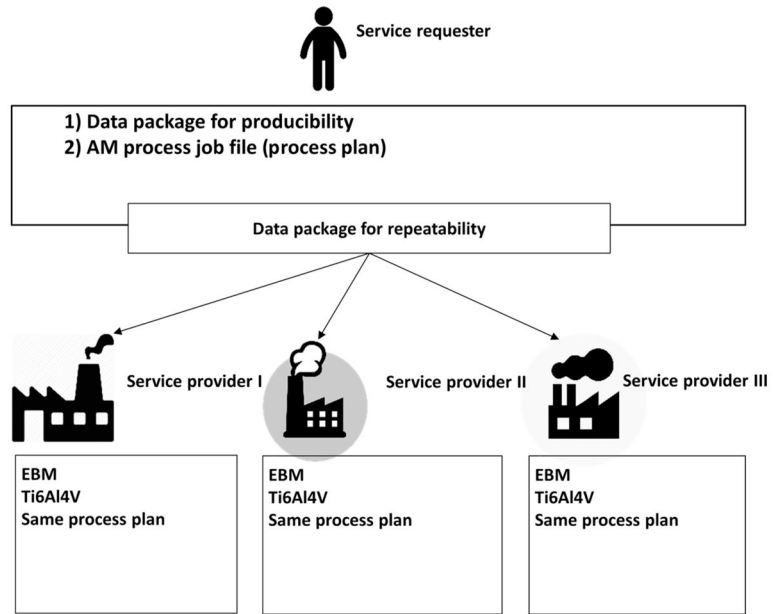 Service requester
1) Data package for producibility
2) AM process job file (process plan)
Data package for repeatability
Service provider I
Service provider II
Service provider III
EBM
Ti6Al4V
Same process plan
EBM
Ti6Al4V
Same process plan
EBM
Ti6Al4V
Same process plan